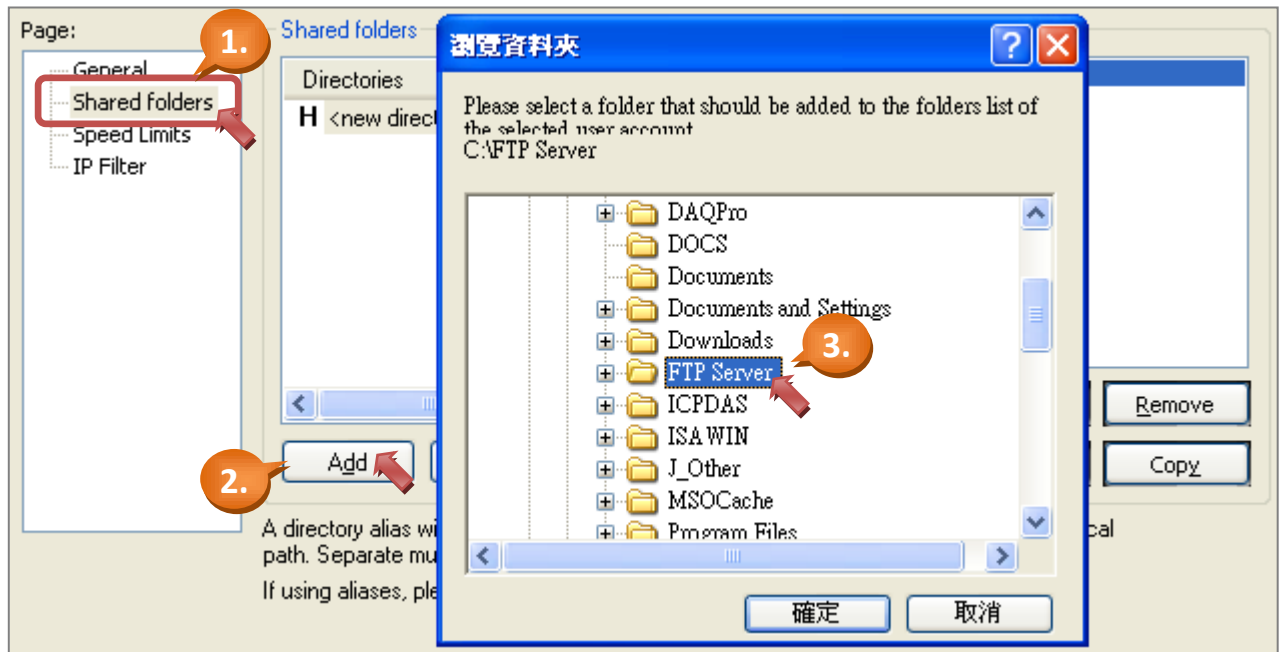 Page:
1.
General
Shared folders
Speed Limits
IP Filter
Shared folders
Directories
H <new direct
Add
2.
Remove
Copy
A directory alias wi
cal
path. Separate mu
If using aliases, ple
瀏覽資料夾
Please select a folder that should be added to the folders list of
the selected user account.
C:\FTP Server
DAQPro
DOCS
Documents
Documents and Settings
Downloads
3.
FTP Server
ICPDAS
ISAWIN
J_Other
MSOCache
Program Files
確定
取消